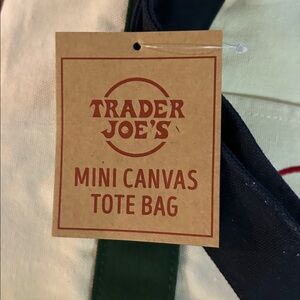 TRADER
JOE'S
MINI CANVAS
TOTE BAG